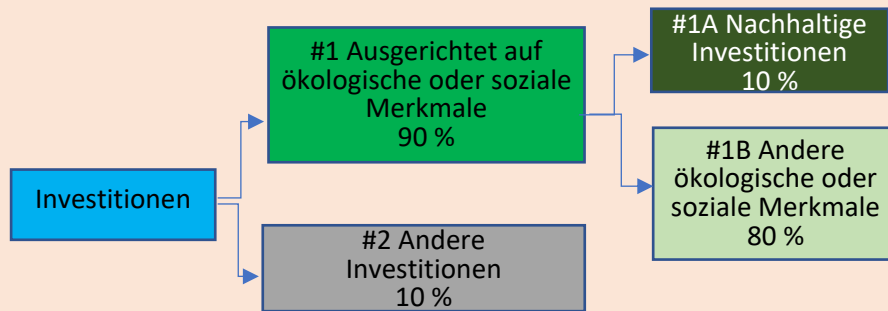 #1 Ausgerichtet auf
ökologische oder soziale
Merkmale
90 %
#1A Nachhaltige
Investitionen
10 %
#1B Andere
ökologische oder
soziale Merkmale
80 %
Investitionen
#2 Andere
Investitionen
10 %